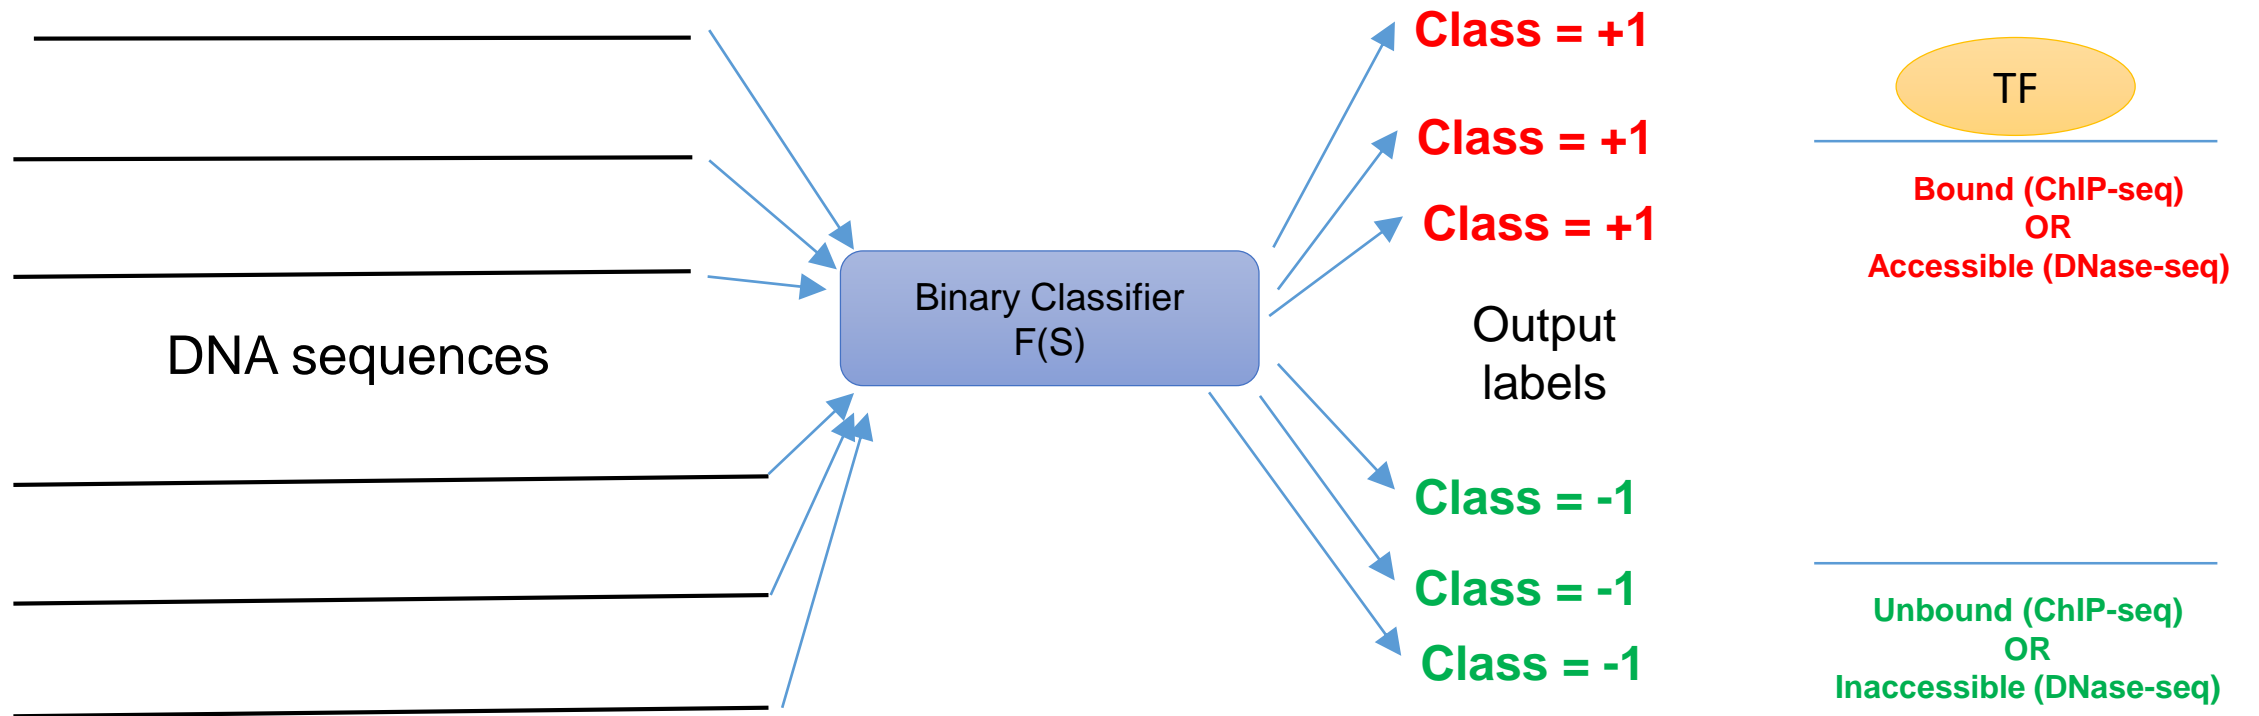 Class = +1
TF
Class = +1
Bound (ChIP-seq)
Class = +1
OR
Accessible (DNase-seq)
Binary Classifier
F(S)
Output
labels
DNA sequences
Class = -1
Class = -1
Unbound (ChIP-seq)
OR
Class = -1
Inaccessible (DNase-seq)